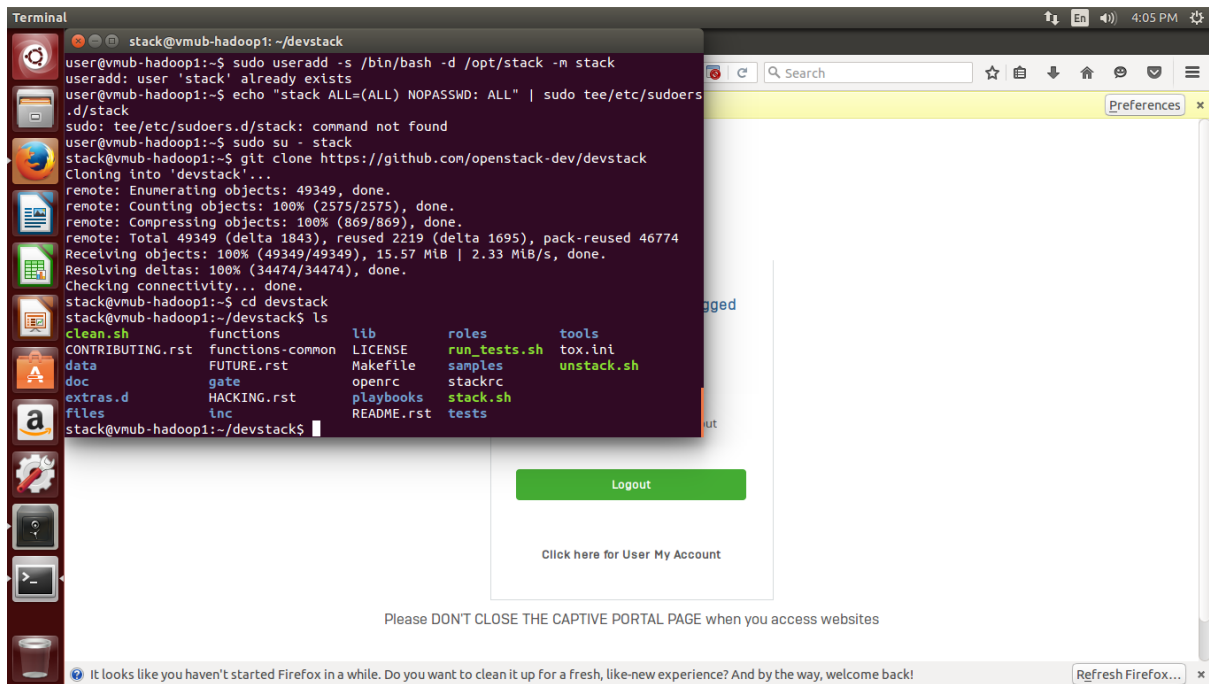 Terminal
En
4:05 PM
stack@vmub-hadoop1: ~/devstack
user@vmub-hadoop1:~$ sudo useradd -s /bin/bash -d /opt/stack -m stack
useradd: user 'stack' already exists
user@vmub-hadoop1:~$ echo "stack ALL=(ALL) NOPASSWD: ALL" | sudo tee/etc/sudoers
.d/stack
sudo: tee/etc/sudoers.d/stack: command not found
user@vmub-hadoop1:~$ sudo su - stack
stack@vmub-hadoop1:~$ git clone https://github.com/openstack-dev/devstack
Cloning into 'devstack'...
remote: Enumerating objects: 49349, done.
remote: Counting objects: 100% (2575/2575), done.
remote: Compressing objects: 100% (869/869), done.
remote: Total 49349 (delta 1843), reused 2219 (delta 1695), pack-reused 46774
Receiving objects: 100% (49349/49349), 15.57 MiB | 2.33 MiB/s, done.
Resolving deltas: 100% (34474/34474), done.
Checking connectivity... done.
stack@vmub-hadoop1:~$ cd devstack
stack@vmub-hadoop1:~/devstack$ ls
clean.sh functions lib roles tools
CONTRIBUTING.rst functions-common LICENSE run_tests.sh tox.ini
data FUTURE.rst Makefile samples unstack.sh
doc gate openrc stackrc
extras.d HACKING.rst playbooks stack.sh
files inc README.rst tests
stack@vmub-hadoop1:~/devstack$
Search
Preferences
gged
out
Logout
Click here for User My Account
Please DON'T CLOSE THE CAPTIVE PORTAL PAGE when you access websites
It looks like you haven't started Firefox in a while. Do you want to clean it up for a fresh, like-new experience? And by the way, welcome back!
Refresh Firefox...